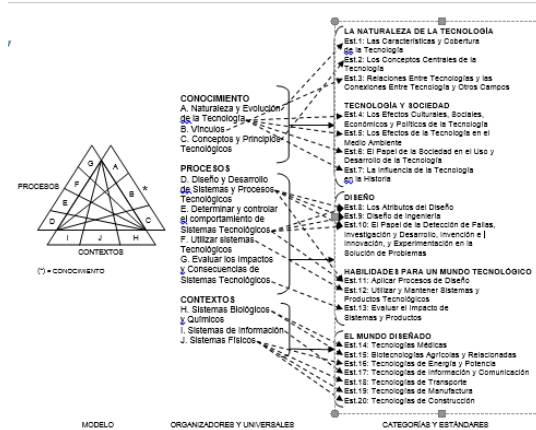 LA NATURALEZA DE LA TECNOLOGÍA
Est.1: Las Características y Cobertura
de la Tecnología
Est.2: Los Conceptos Centrales de la
Tecnología
Est.3: Relaciones Entre Tecnologías y las
Conexiones Entre Tecnología y Otros Campos
TECNOLOGÍA Y SOCIEDAD
Est.4: Los Efectos Culturales, Sociales,
Económicos y Políticos de la Tecnología
Est.5: Los Efectos de la Tecnología en el
Medio Ambiente
Est.6: El Papel de la Sociedad en el Uso y
Desarrollo de la Tecnología
Est.7: La Influencia de la Tecnología
en la Historia
DISEÑO
Est.8: Los Atributos del Diseño
Est.9: Diseño de Ingeniería
Est.10: El Papel de la Detección de Fallas,
Investigación y Desarrollo, Invención e
Innovación, y Experimentación en la
Solución de Problemas
HABILIDADES PARA UN MUNDO TECNOLÓGICO
Est.11: Aplicar Procesos de Diseño
Est.12: Utilizar y Mantener Sistemas y
Productos Tecnológicos
Est.13: Evaluar el Impacto de
Sistemas y Productos
EL MUNDO DISEÑADO
Est.14: Tecnologías Médicas
Est.15: Biotecnologías Agrícolas y Relacionadas
Est.16: Tecnologías de Energía y Potencia
Est.17: Tecnologías de Información y Comunicación
Est.18: Tecnologías de Transporte
Est.19: Tecnologías de Manufactura
Est.20: Tecnologías de Construcción
CONOCIMIENTO
A. Naturaleza y Evolución
de la Tecnología
B. Vínculos
C. Conceptos y Principios
Tecnológicos
PROCESOS
D. Diseño y Desarrollo
de Sistemas y Procesos
Tecnológicos
E. Determinar y controlar
el comportamiento de
Sistemas Tecnológicos
F. Utilizar sistemas
Tecnológicos
G. Evaluar los Impactos
y Consecuencias de
Sistemas Tecnológicos
CONTEXTOS
H. Sistemas Biológicos
y Químicos
I. Sistemas de Información
J. Sistemas Físicos
G A
PROCESOS F B *
E
D C
I J H
CONTEXTOS
(*) = CONOCIMIENTO
MODELO
ORGANIZADORES Y UNIVERSALES
CATEGORÍAS Y ESTÁNDARES